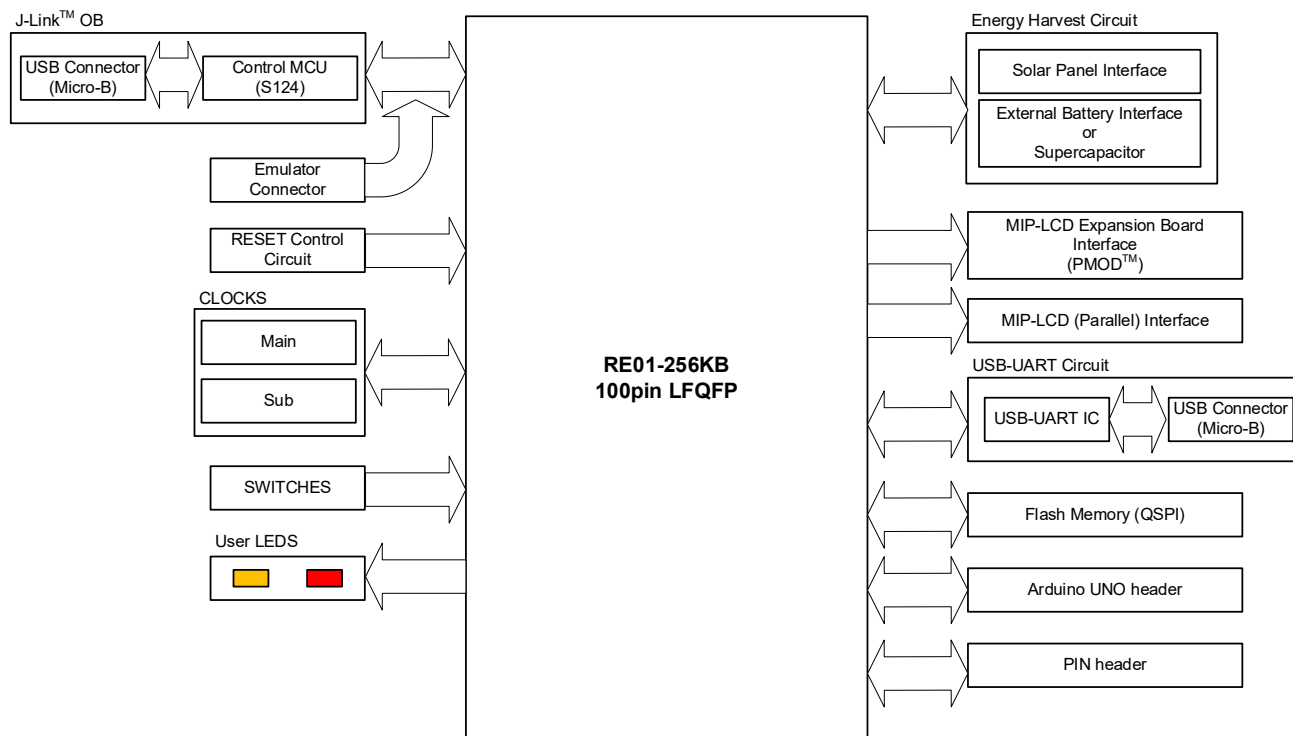 J-Link™ OB
USB Connector
(Micro-B)
Control MCU
(S124)
Emulator
Connector
RESET Control
Circuit
CLOCKS
Main
Sub
SWITCHES
User LEDS
RE01-256KB
100pin LFQFP
Energy Harvest Circuit
Solar Panel Interface
External Battery Interface
or
Supercapacitor
MIP-LCD Expansion Board
Interface
(PMOD™)
MIP-LCD (Parallel) Interface
USB-UART Circuit
USB-UART IC
USB Connector
(Micro-B)
Flash Memory (QSPI)
Arduino UNO header
PIN header